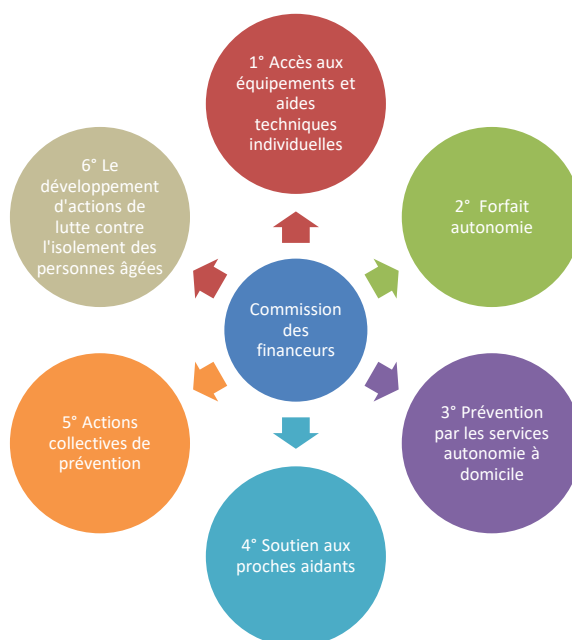 1° Accès aux
équipements et
aides
techniques
individuelles
2° Forfait
autonomie
3° Prévention
par les services
autonomie à
domicile
4° Soutien aux
proches aidants
5° Actions
collectives de
prévention
6° Le
développement
d'actions de
lutte contre
l'isolement des
personnes âgées
Commission
des
financeurs